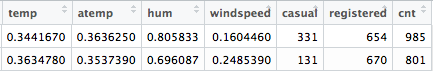 temp atemp hum windspeed casual registered cnt
0.3441670 0.3636250 0.805833 0.1604460 331 654 985
0.3634780 0.3537390 0.696087 0.2485390 131 670 801